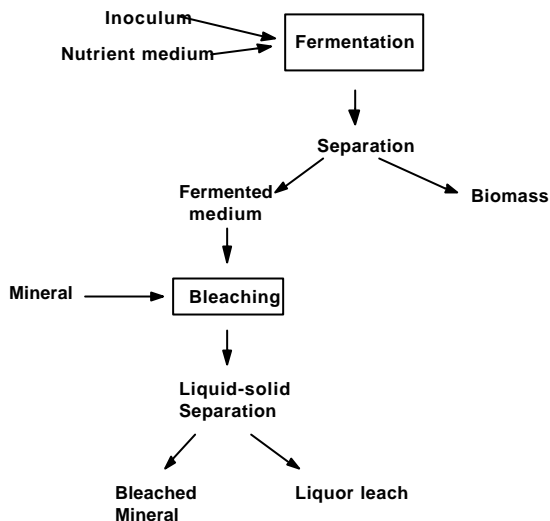 Inoculum
Nutrient medium
Fermentation
Separation
Fermented
medium
Biomass
Mineral
Bleaching
Liquid-solid
Separation
Bleached
Mineral
Liquor leach